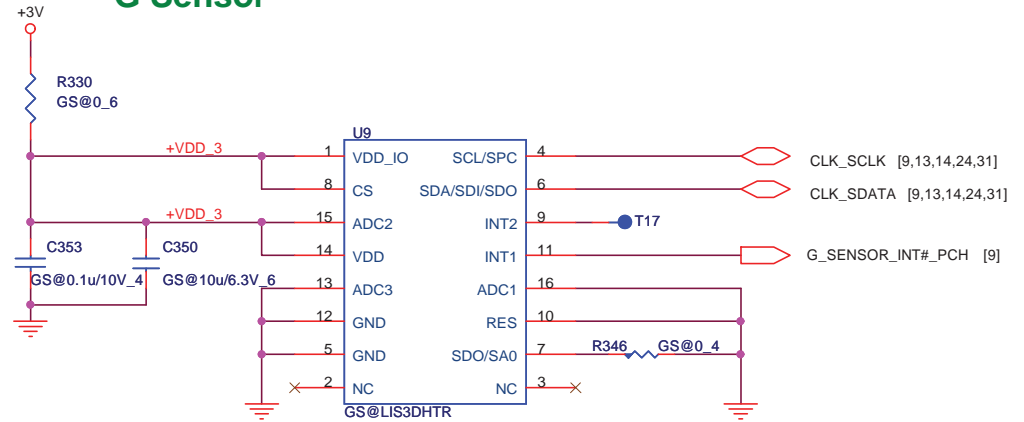 G Sensor
+3V
R330
GS@0_6
U9
+VDD_3
1 VDD_IO SCL/SPC 4
CLK_SCLK [9,13,14,24,31]
8 CS SDA/SDI/SDO 6
CLK_SDATA [9,13,14,24,31]
+VDD_3
15 ADC2 INT2 9
T17
C353
C350
14 VDD INT1 11
G_SENSOR_INT#_PCH [9]
GS@0.1u/10V_4
GS@10u/6.3V_6
13 ADC3 ADC1 16
12 GND RES 10
5 GND SDO/SA0 7
R346 GS@0_4
2 NC NC 3
GS@LIS3DHTR